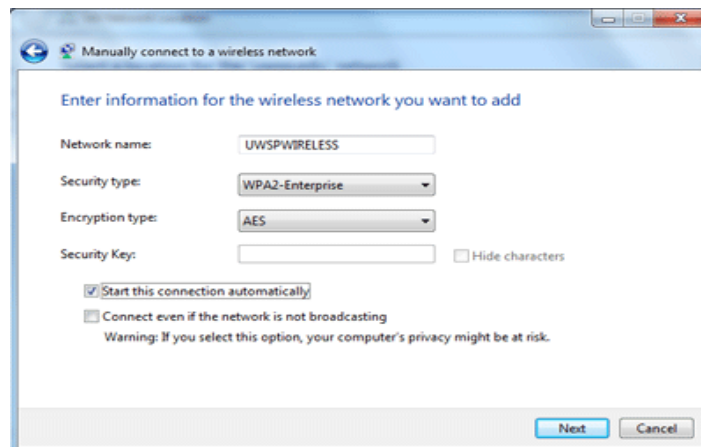 Manually connect to a wireless network
Enter information for the wireless network you want to add
Network name: UWSPWIRELESS
Security type: WPA2-Enterprise
Encryption type: AES
Security Key: Hide characters
Start this connection automatically
Connect even if the network is not broadcasting
Warning: If you select this option, your computer's privacy might be at risk.
Next Cancel